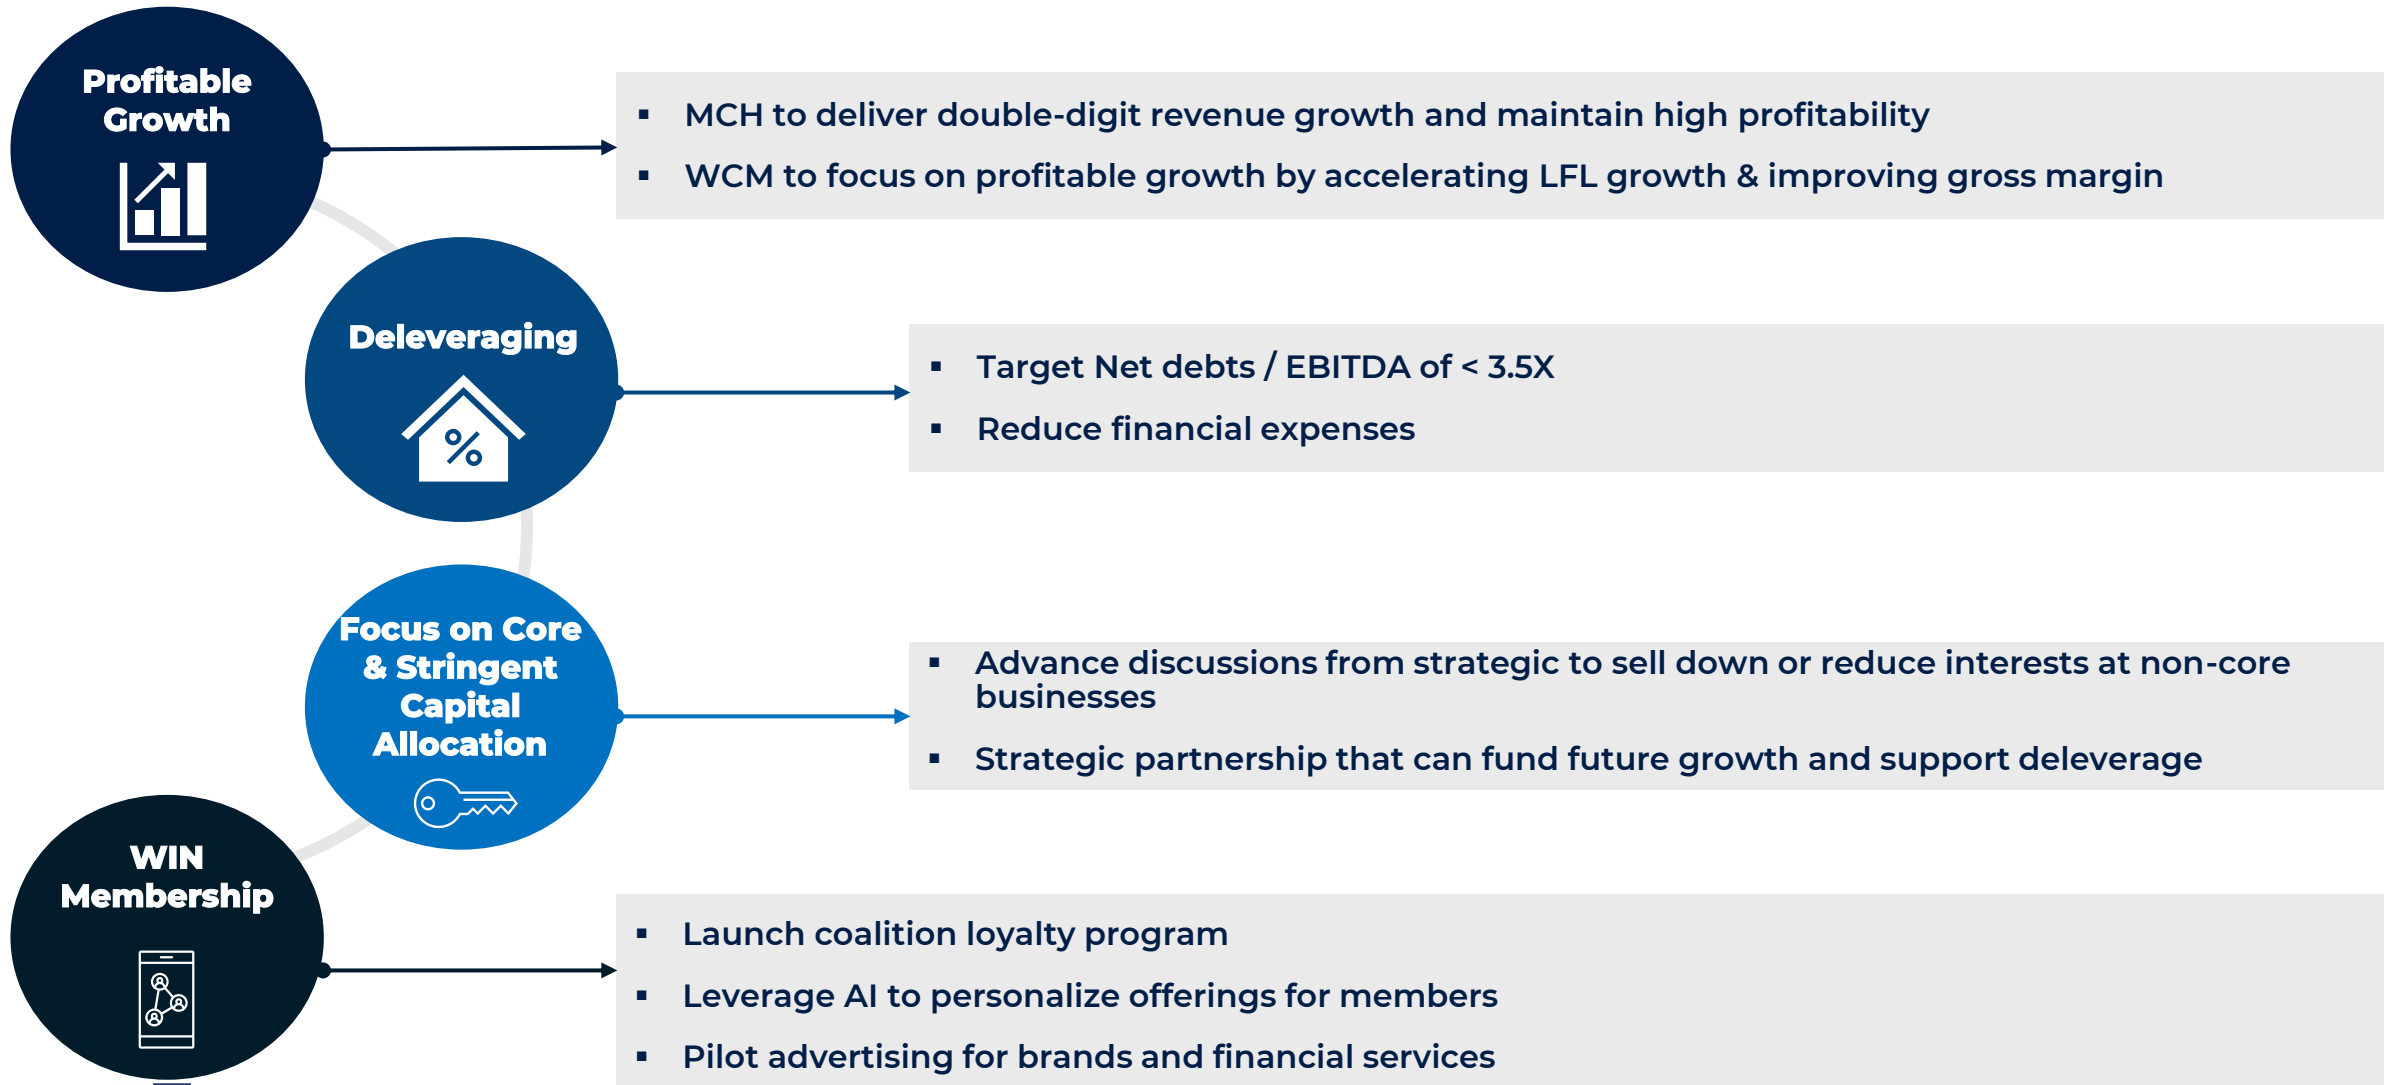 Profitable
Growth
▪ MCH to deliver double-digit revenue growth and maintain high profitability
▪ WCM to focus on profitable growth by accelerating LFL growth & improving gross margin
Deleveraging
%
▪ Target Net debts / EBITDA of < 3.5X
▪ Reduce financial expenses
Focus on Core
& Stringent
Capital
Allocation
▪ Advance discussions from strategic to sell down or reduce interests at non-core
businesses
▪ Strategic partnership that can fund future growth and support deleverage
WIN
Membership
▪ Launch coalition loyalty program
▪ Leverage AI to personalize offerings for members
▪ Pilot advertising for brands and financial services